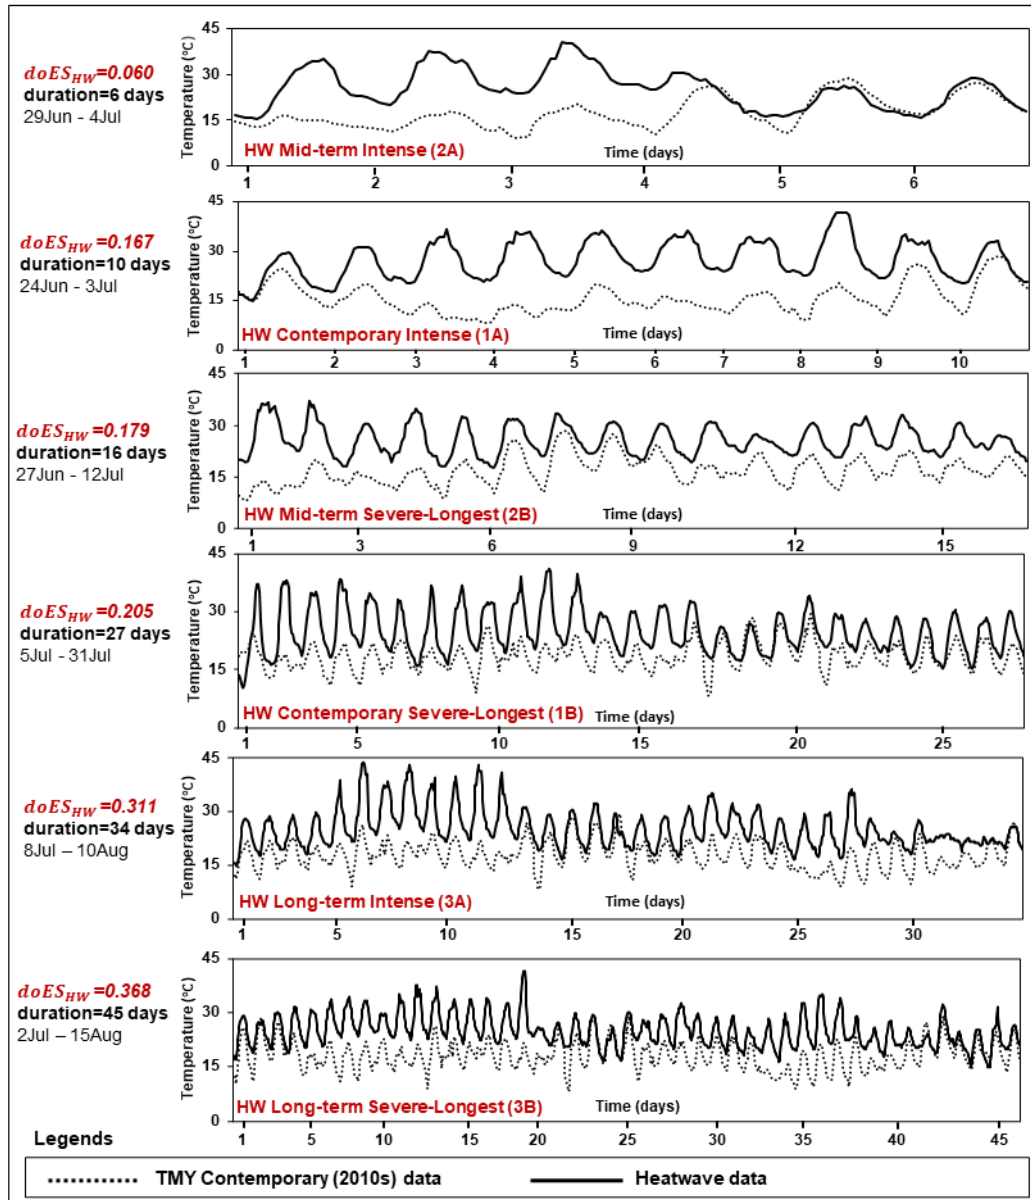 45
30
15
0
Temperature (°C)
doES_HW=0.060
duration=6 days
29Jun - 4Jul
HW Mid-term Intense (2A)
Time (days)
1 2 3 4 5 6
45
30
15
0
Temperature (°C)
doES_HW=0.167
duration=10 days
24Jun - 3Jul
HW Contemporary Intense (1A)
Time (days)
1 2 3 4 5 6 7 8 9 10
45
30
15
0
Temperature (°C)
doES_HW=0.179
duration=16 days
27Jun - 12Jul
HW Mid-term Severe-Longest (2B)
Time (days)
1 3 6 9 12 15
45
30
15
0
Temperature (°C)
doES_HW=0.205
duration=27 days
5Jul - 31Jul
HW Contemporary Severe-Longest (1B)
Time (days)
1 5 10 15 20 25
45
30
15
0
Temperature (°C)
doES_HW=0.311
duration=34 days
8Jul – 10Aug
HW Long-term Intense (3A)
Time (days)
1 5 10 15 20 25 30
45
30
15
0
Temperature (°C)
doES_HW=0.368
duration=45 days
2Jul – 15Aug
HW Long-term Severe-Longest (3B)
Time (days)
1 5 10 15 20 25 30 35 40 45
Legends
TMY Contemporary (2010s) data
Heatwave data